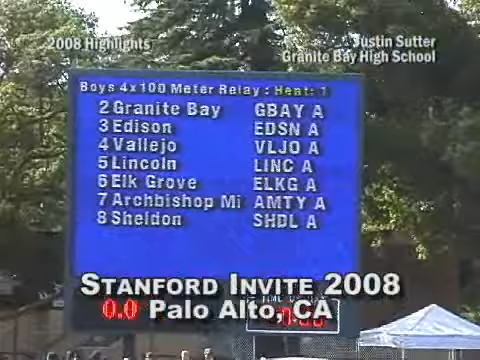 2008 Highlights
Justin Sutter
Granite Bay High School
Boys 4x100 Meter Relay : Heat: 1
2 Granite Bay GBAY A
3 Edison EDSN A
4 Vallejo VLJO A
5 Lincoln LINC A
6 Elk Grove ELKG A
7 Archbishop Mi AMTY A
8 Sheldon SHDL A
STANFORD INVITE 2008
0.0 Palo Alto, CA